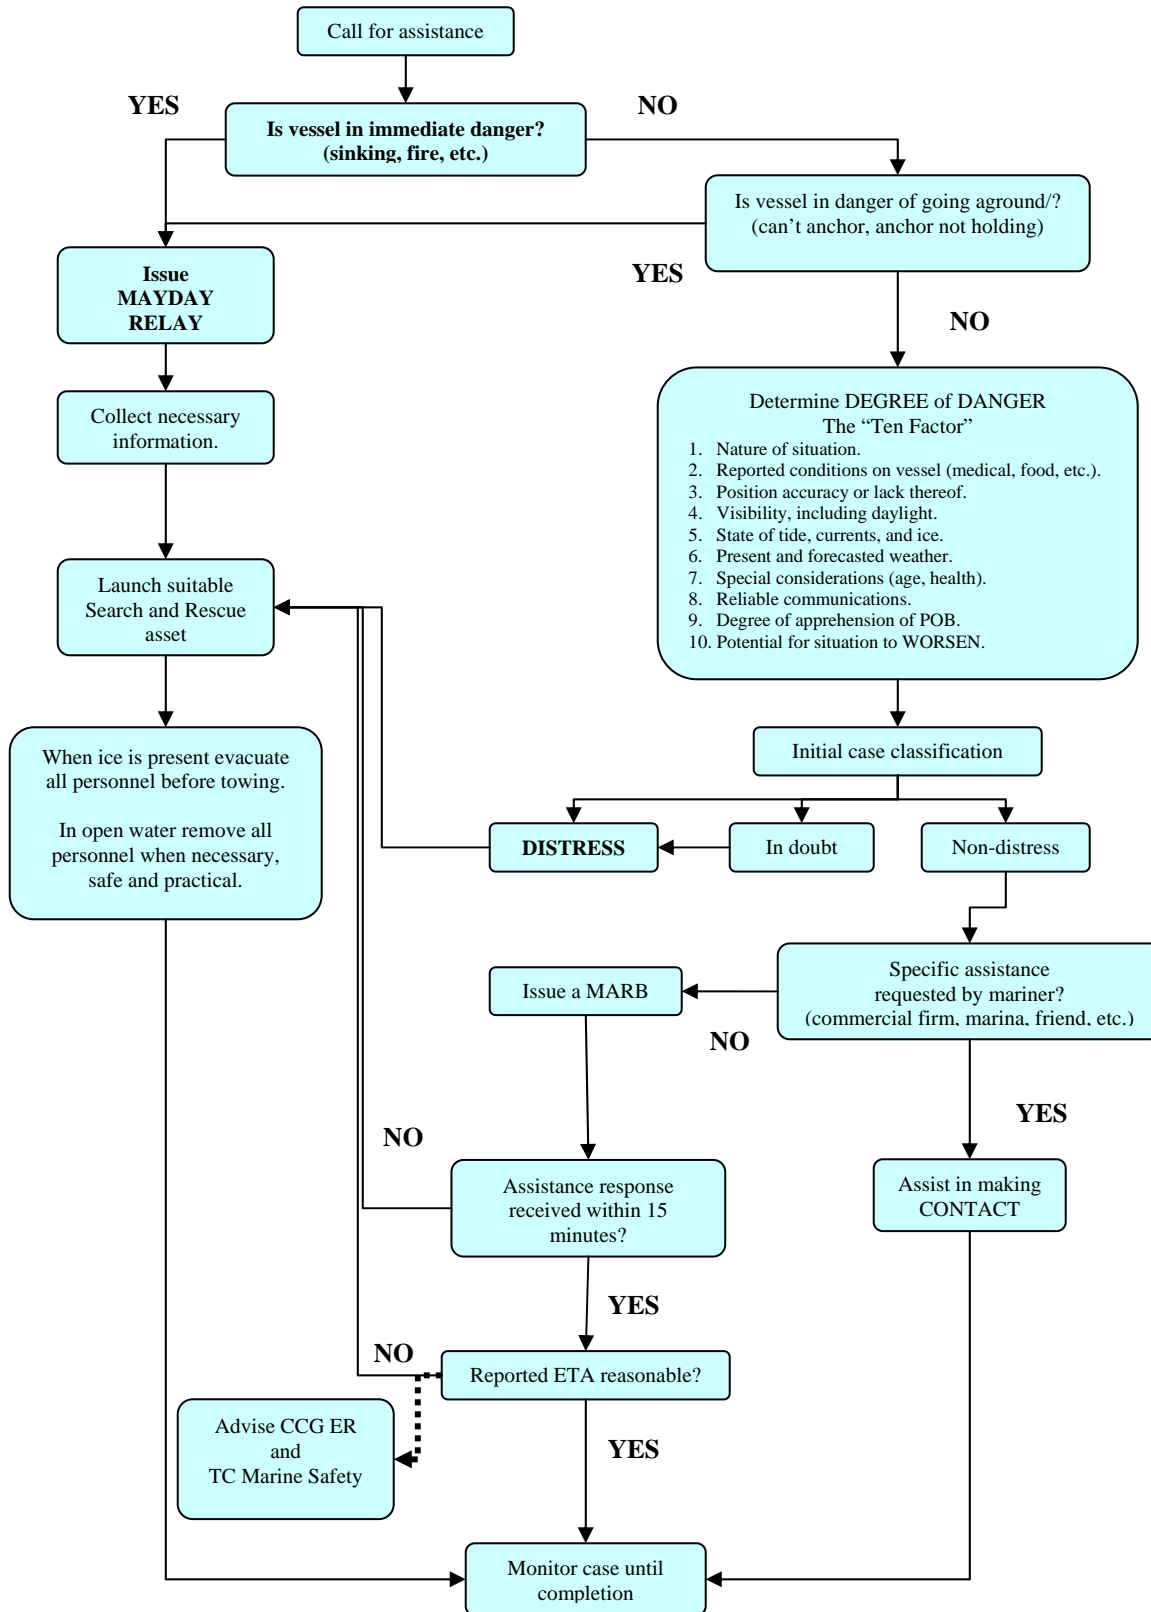 Call for assistance
YES
NO
Is vessel in immediate danger?
(sinking, fire, etc.)
Is vessel in danger of going aground/?
(can't anchor, anchor not holding)
YES
NO
Issue
MAYDAY
RELAY
Collect necessary
information.
Determine DEGREE of DANGER
The “Ten Factor”
1. Nature of situation.
2. Reported conditions on vessel (medical, food, etc.).
3. Position accuracy or lack thereof.
4. Visibility, including daylight.
5. State of tide, currents, and ice.
6. Present and forecasted weather.
7. Special considerations (age, health).
8. Reliable communications.
9. Degree of apprehension of POB.
10. Potential for situation to WORSEN.
Launch suitable
Search and Rescue
asset
When ice is present evacuate
all personnel before towing.
In open water remove all
personnel when necessary,
safe and practical.
Initial case classification
DISTRESS
In doubt
Non-distress
Specific assistance
requested by mariner?
(commercial firm, marina, friend, etc.)
Issue a MARB
NO
YES
NO
Assistance response
received within 15
minutes?
Assist in making
CONTACT
YES
NO
Reported ETA reasonable?
Advise CCG ER
and
TC Marine Safety
YES
Monitor case until
completion